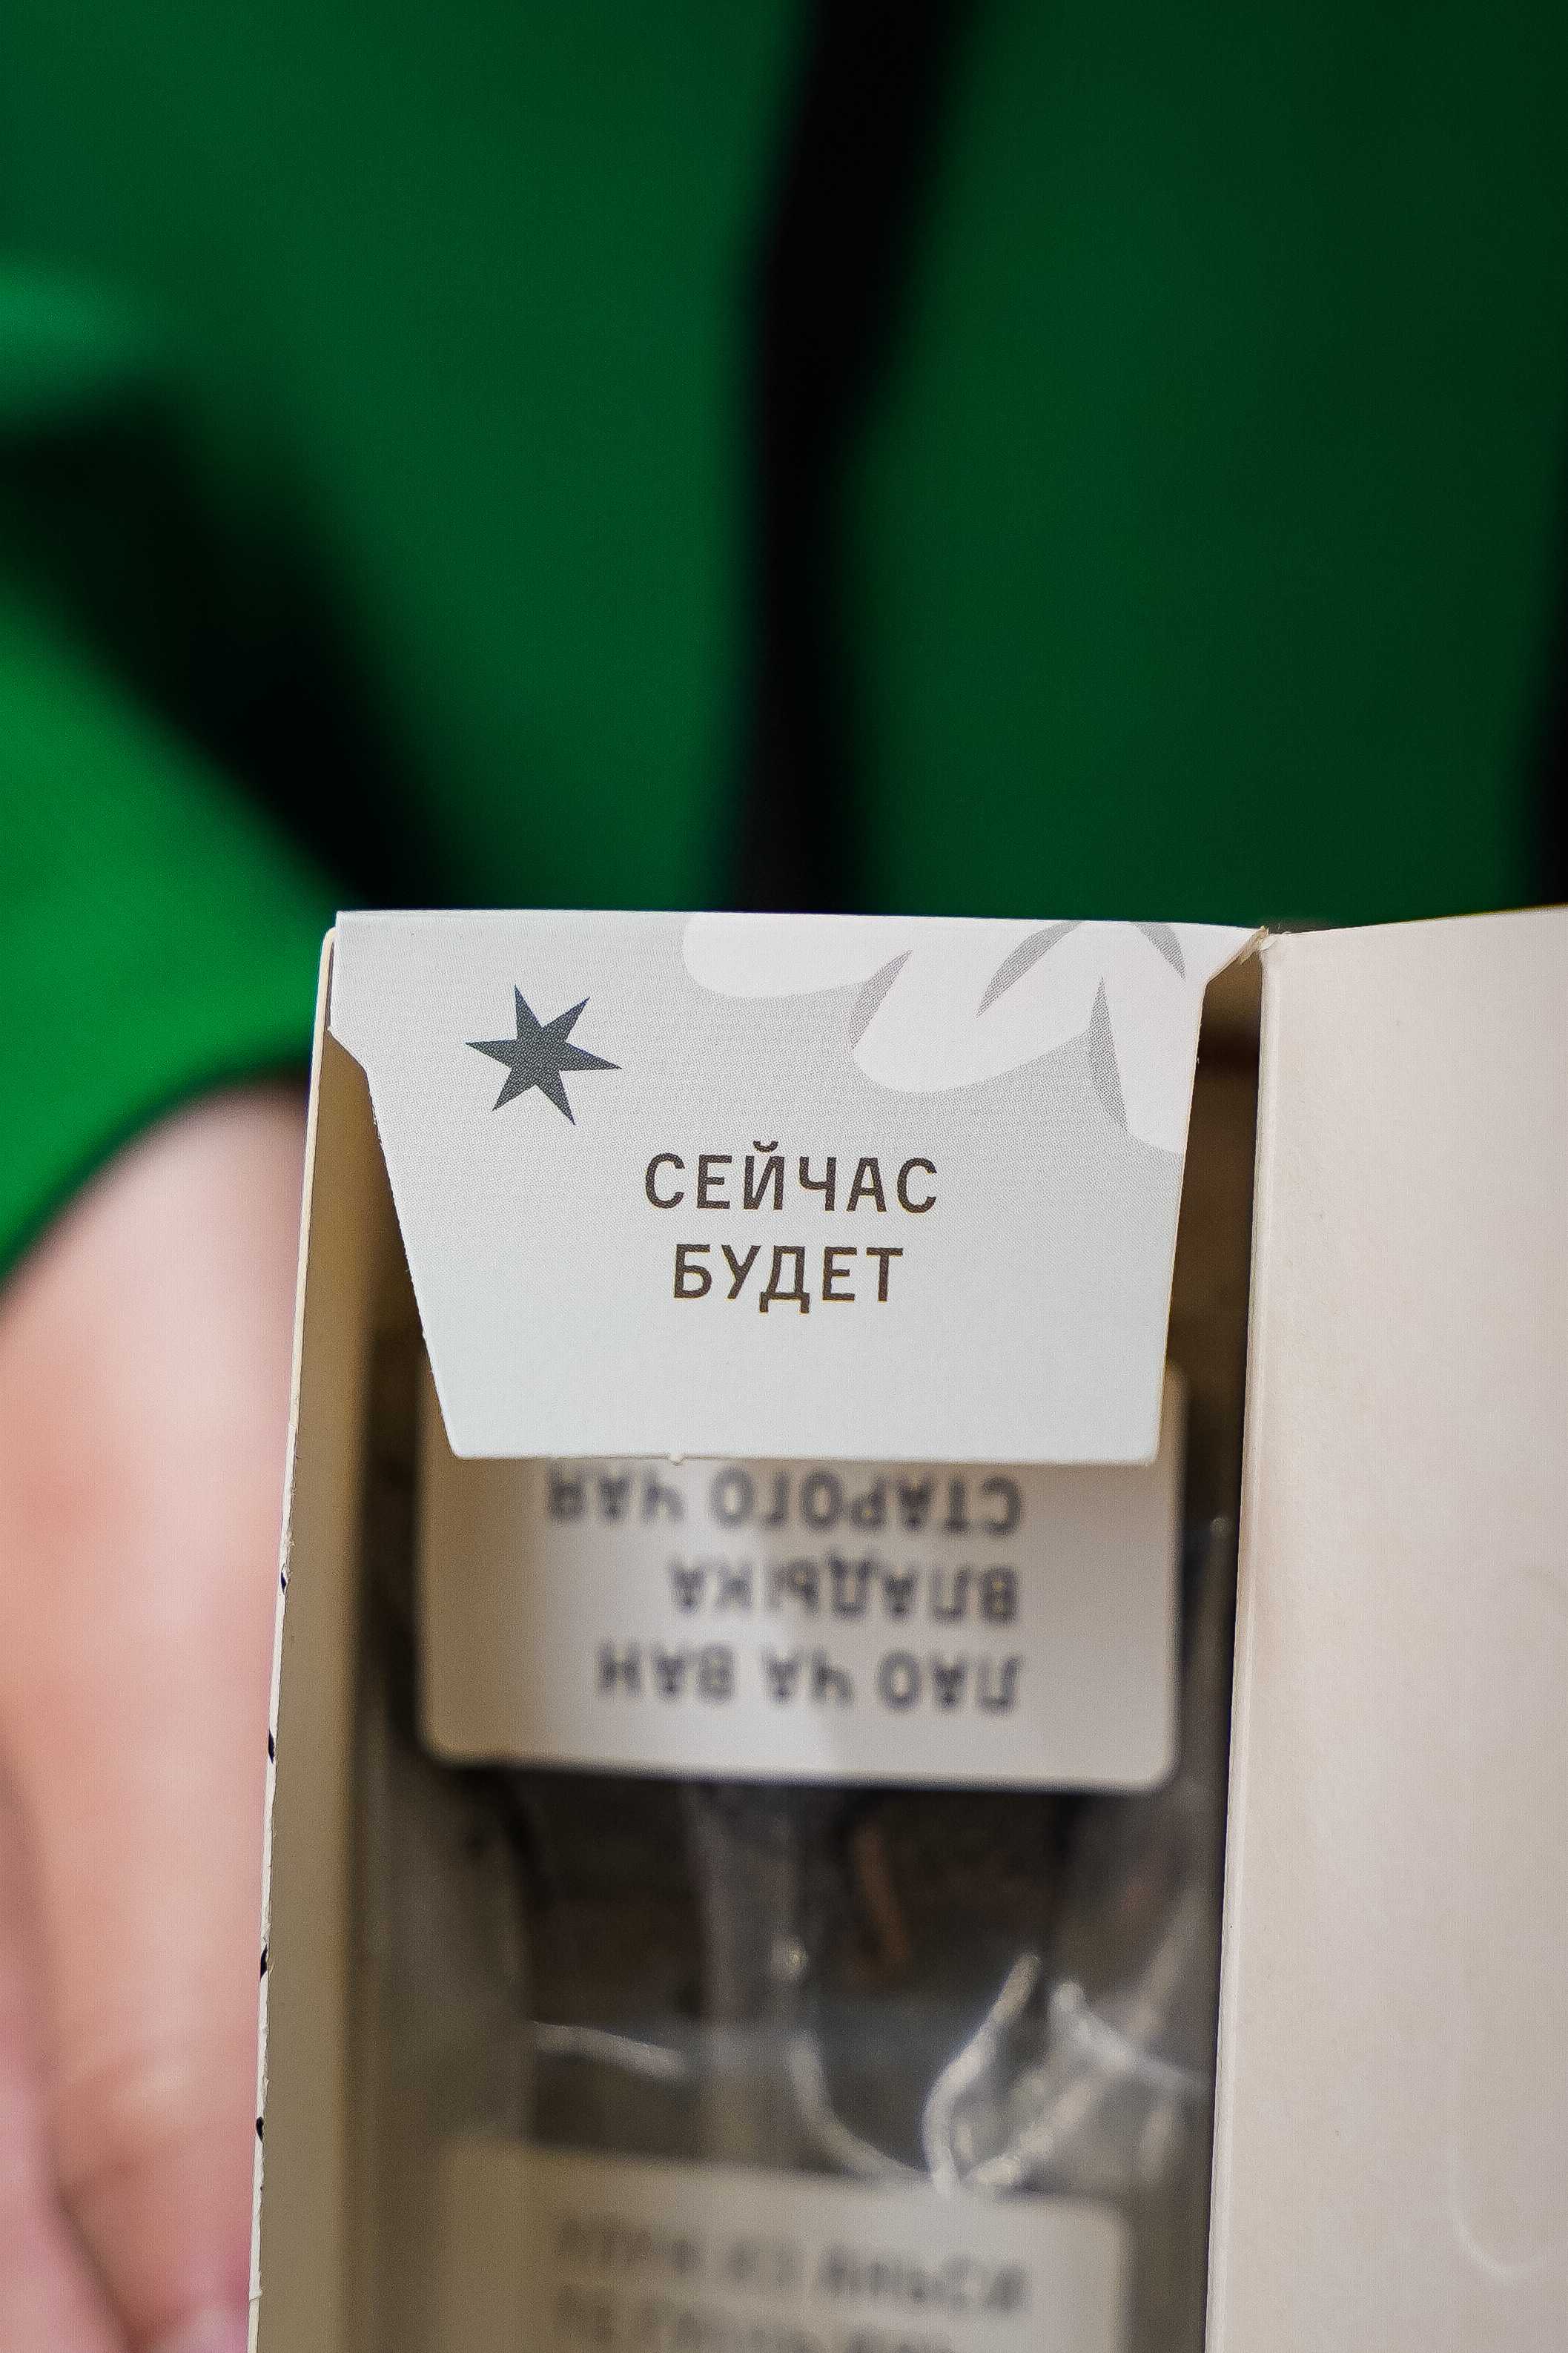 СЕЙЧАС
БУДЕТ
ЛАО ЧА ВАН
ВЛАДЫКА
СТАРОГО ЧАЯ